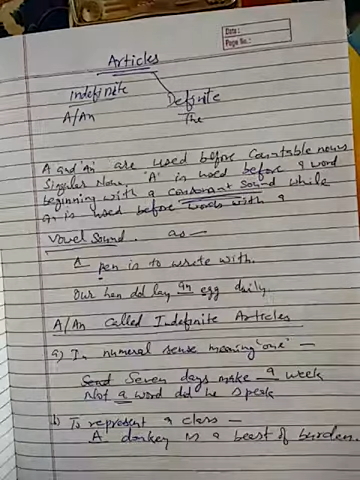 Date:
Page No.:
Articles
Indefinite
Definite
A/An
The
A and 'An' are used before Countable nouns
Singular Noun. 'A' is used before a word
beginning with a consonant sound while
an is used before words with a
Vowel Sound. as —
A pen is to write with.
Our hen did lay an egg daily.
A/An called Indefinite Articles
a) In numeral sense meaning 'one' —
Seven days make a week
Not a word did he speak
b) To represent a class —
A donkey is a beast of burden.